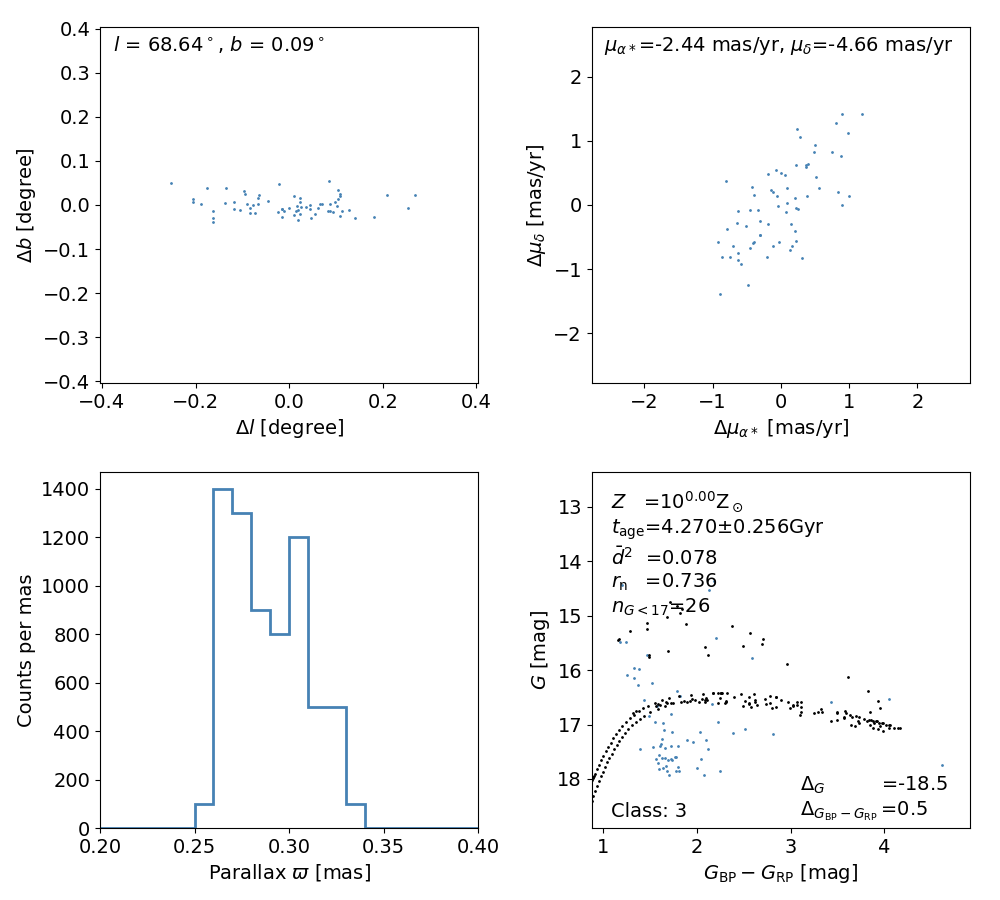 l = 68.64°, b = 0.09°
0.4
0.3
0.2
0.1
0.0
−0.1
−0.2
−0.3
−0.4
−0.4 −0.2 0.0 0.2 0.4
Δb [degree]
Δl [degree]
μα*=-2.44 mas/yr, μδ=-4.66 mas/yr
2
1
0
−1
−2
−2 −1 0 1 2
Δμδ [mas/yr]
Δμα* [mas/yr]
1400
1200
1000
800
600
400
200
0
0.20 0.25 0.30 0.35 0.40
Counts per mas
Parallax ϖ [mas]
Z =10^0.00 Z⊙
t_age=4.270±0.256Gyr
d̄² =0.078
r_n =0.736
n_G<17=26
13
14
15
16
17
18
1 2 3 4
G [mag]
Δ_G =-18.5
Δ_G_BP−G_RP =0.5
Class: 3
G_BP − G_RP [mag]